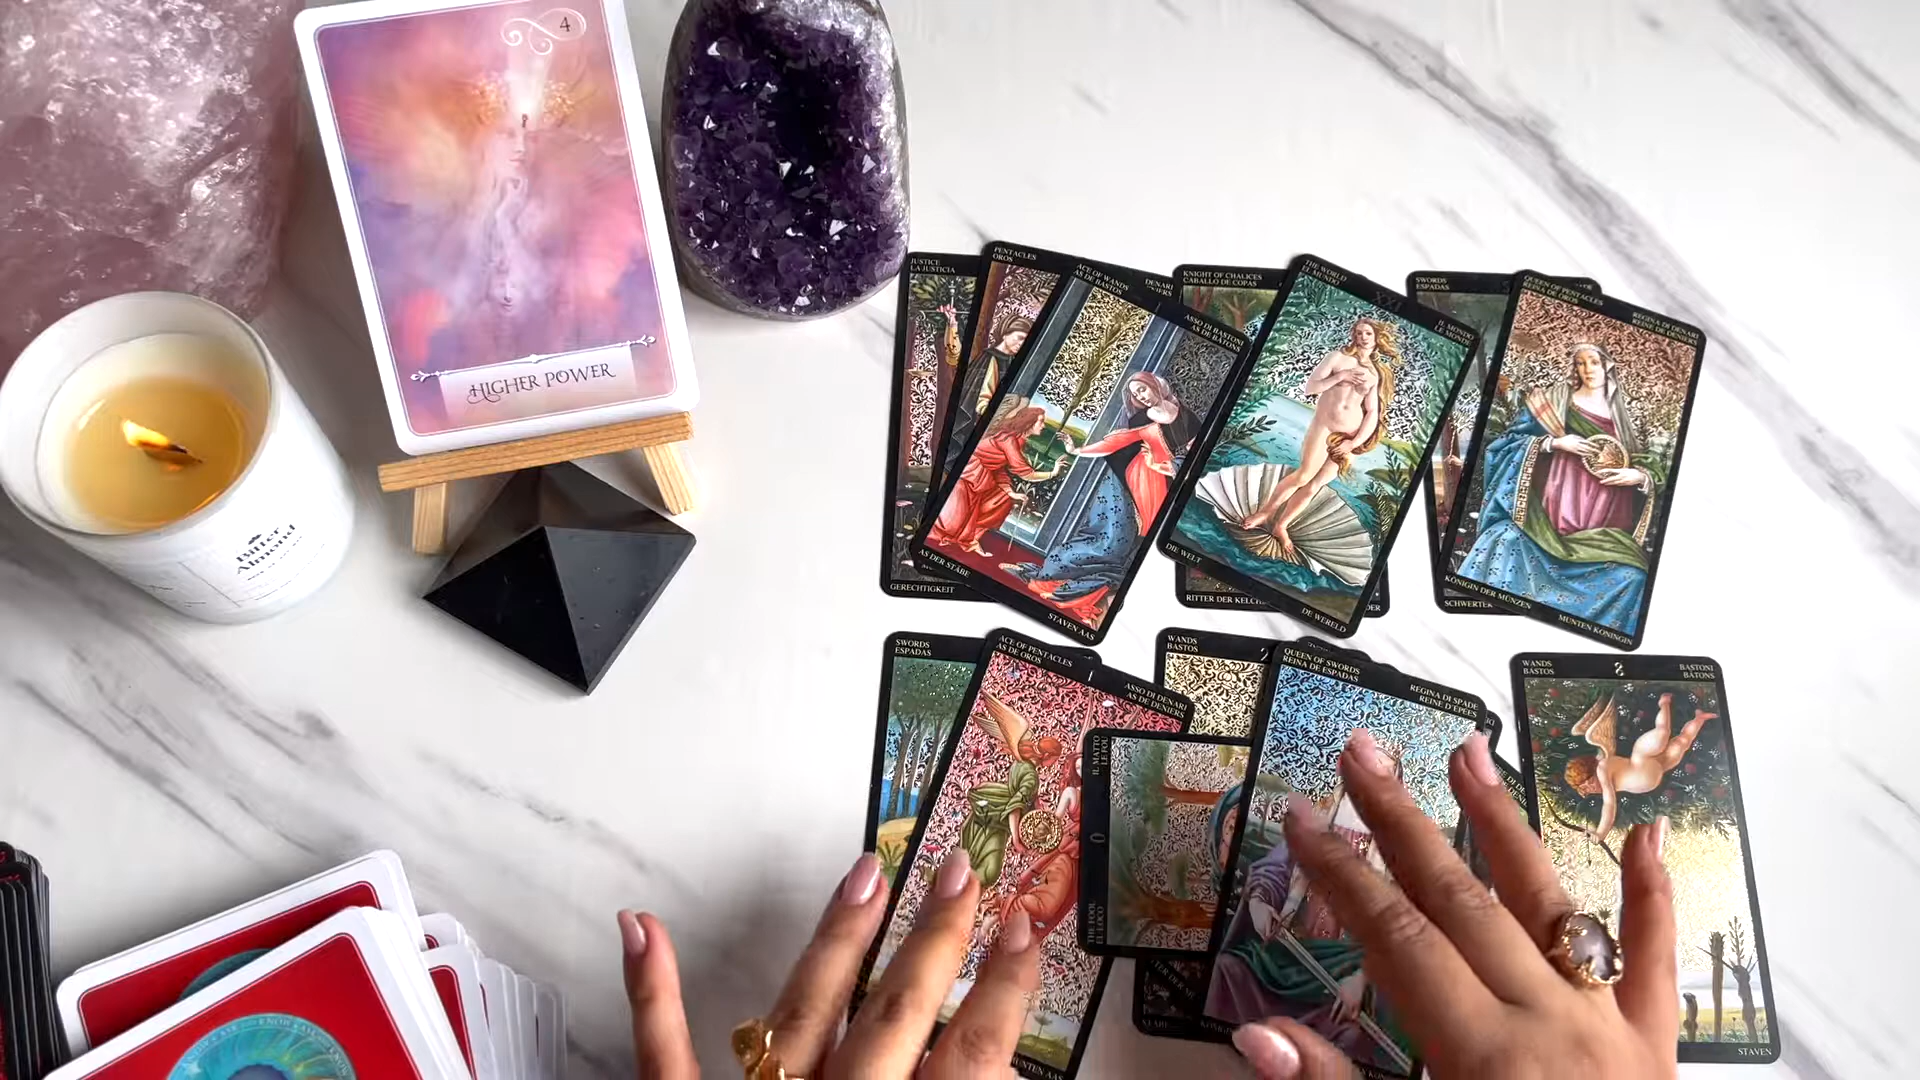 4
HIGHER POWER
Bitter
Almond
JUSTICE
LA JUSTICIA
GERECHTIGKEIT
PENTACLES
OROS
ACE OF WANDS
AS DE BASTOS
ASSO DI BASTONI
AS DE BATONS
AS DER STÄBE
STAVEN AAS
KNIGHT OF CHALICES
CABALLO DE COPAS
RITTER DER KELCH
THE WORLD
EL MUNDO
XXI
IL MONDO
LE MONDE
DIE WELT
DE WERELD
SWORDS
ESPADAS
SCHWERTER
QUEEN OF PENTACLES
REINA DE OROS
REGINA DI DENARI
REINE DE DENIERS
KÖNIGIN DER MÜNZEN
MUNTEN KONINGIN
SWORDS
ESPADAS
ACE OF PENTACLES
AS DE OROS
ASSO DI DENARI
AS DE DENIERS
MUNTEN AAS
WANDS
BASTOS
THE FOOL
EL LOCO
0
IL MATTO
LE FOU
QUEEN OF SWORDS
REINA DE ESPADAS
REGINA DI SPADE
REINE D'EPEES
WANDS
BASTOS
8
BASTONI
BÂTONS
STAVEN